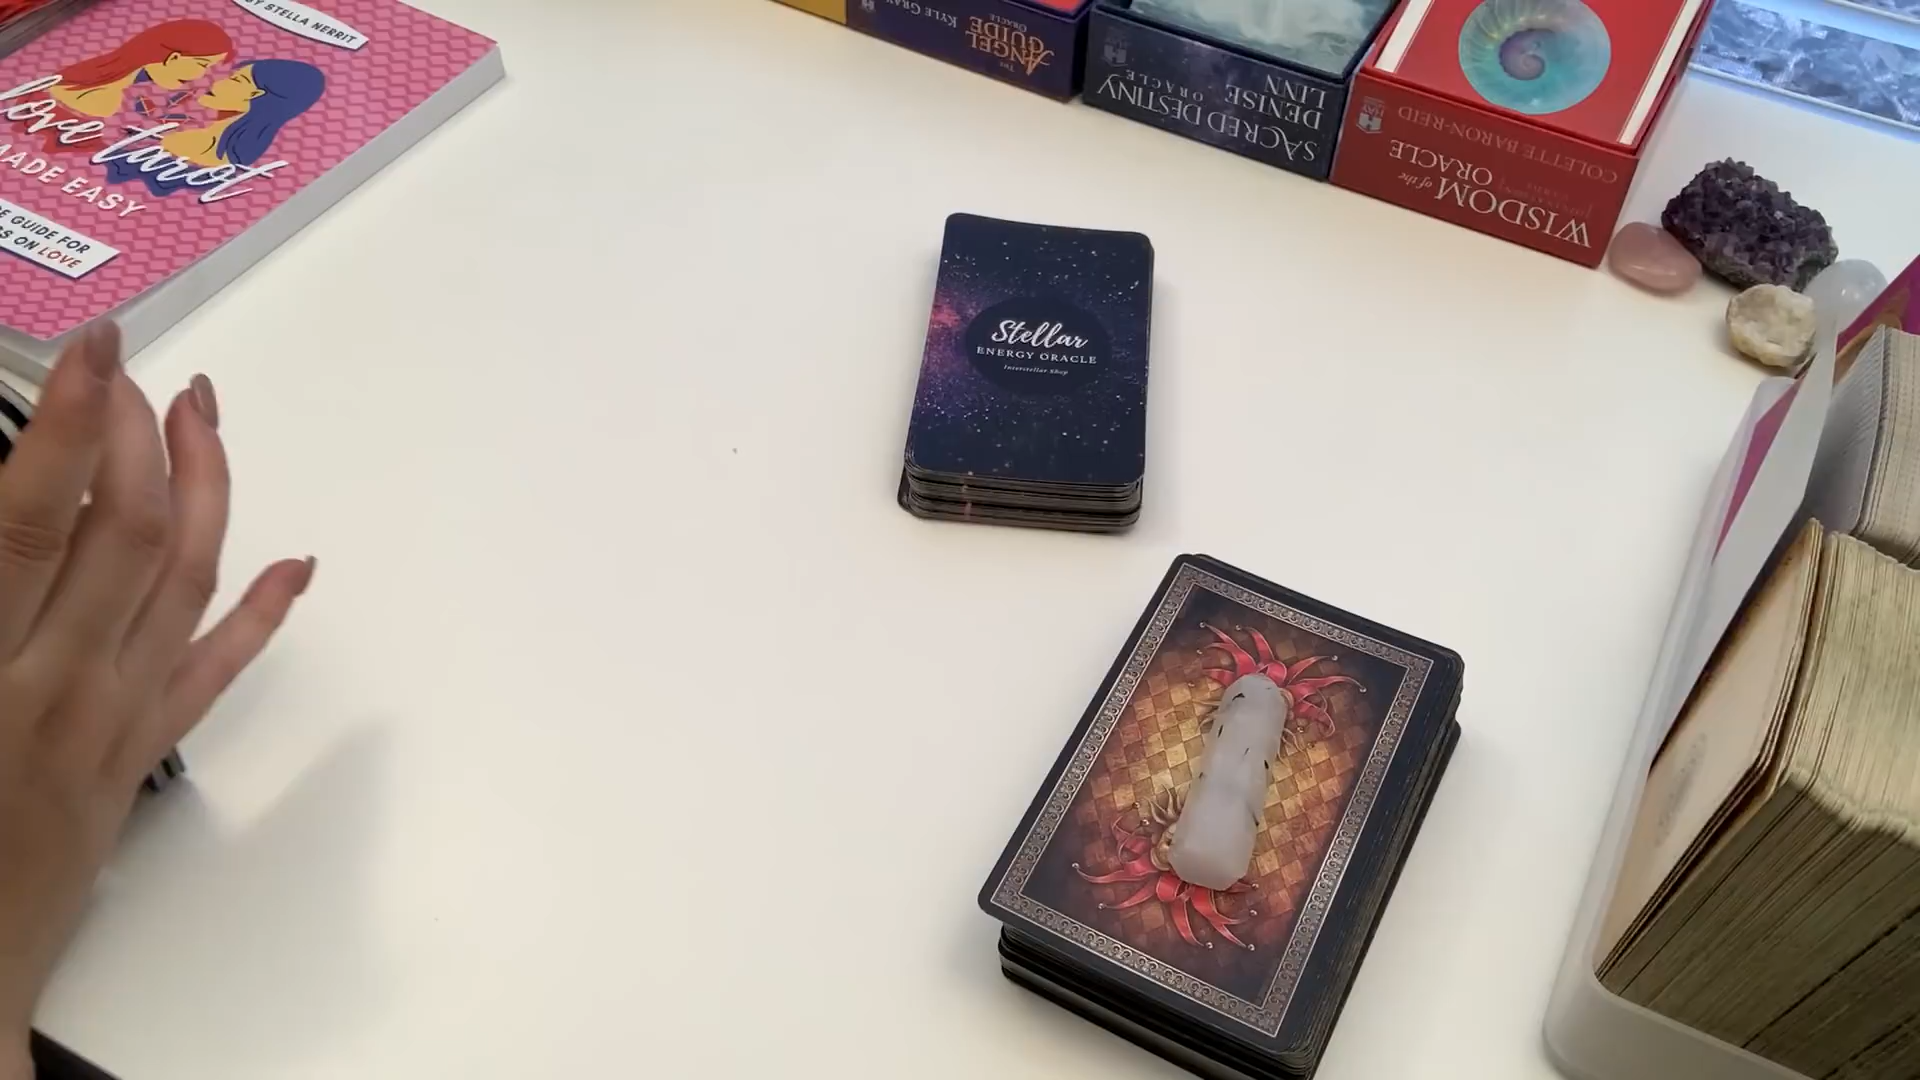 BY STELLA NERRIT
love tarot
MADE EASY
GUIDE FOR
ON LOVE
THE
ANGEL
GUIDE
ORACLE
KYLE GRAY
SACRED DESTINY
ORACLE
DENISE
LINN
WISDOM of the
ORACLE
COLETTE BARON-REID
Stellar
ENERGY ORACLE
Interstellar Shop